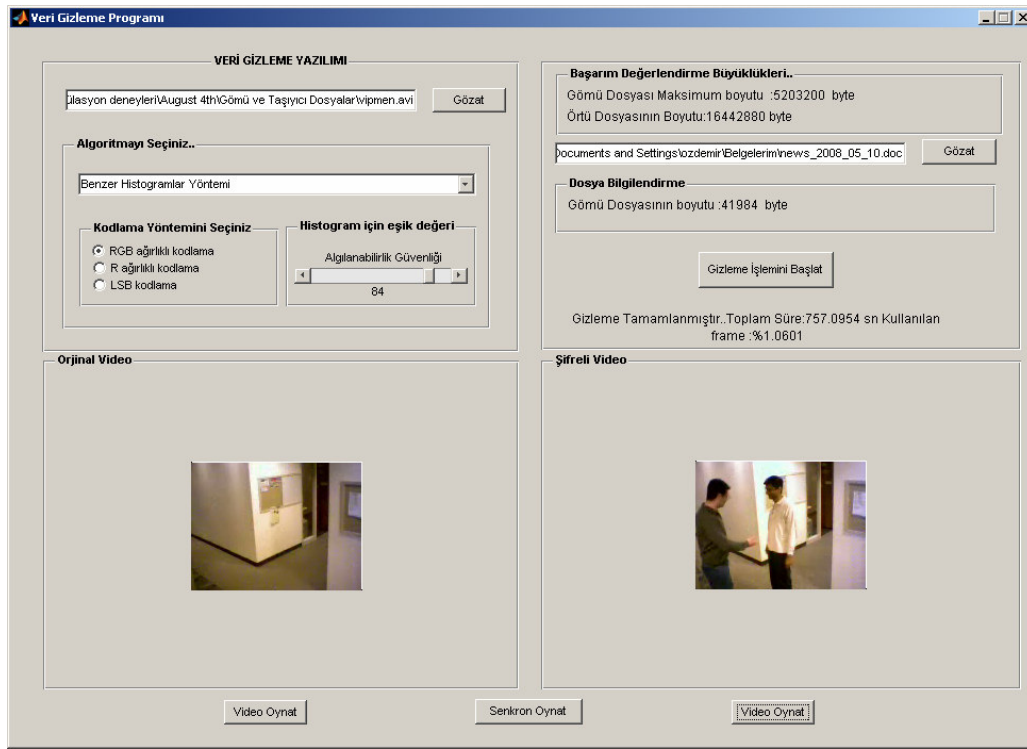 Veri Gizleme Programı
VERİ GİZLEME YAZILIMI
ülasyon deneyleri\August 4th\Gömü ve Taşıyıcı Dosyalar\vipmen.avi
Gözat
Algoritmayı Seçiniz..
Benzer Histogramlar Yöntemi
Kodlama Yöntemini Seçiniz
RGB ağırlıklı kodlama
R ağırlıklı kodlama
LSB kodlama
Histogram için eşik değeri
Algılanabilirlik Güvenliği
84
Başarım Değerlendirme Büyüklükleri..
Gömü Dosyası Maksimum boyutu :5203200 byte
Örtü Dosyasının Boyutu:16442880 byte
Documents and Settings\ozdemir\Belgelerim\news_2008_05_10.doc
Gözat
Dosya Bilgilendirme
Gömü Dosyasının boyutu :41984 byte
Gizleme İşlemini Başlat
Gizleme Tamamlanmıştır..Toplam Süre:757.0954 sn Kullanılan
frame :%1.0601
Orjinal Video
Şifreli Video
Video Oynat
Senkron Oynat
Video Oynat